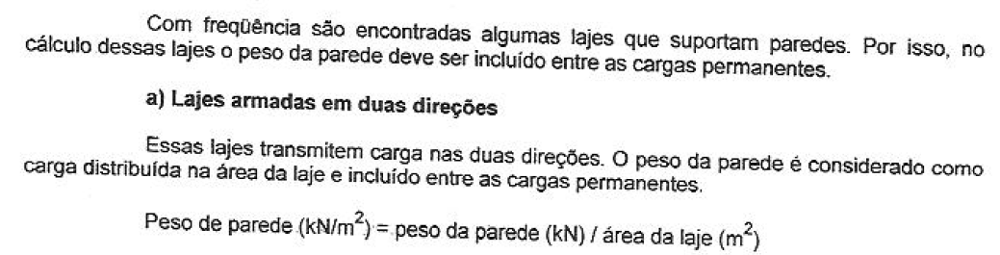 Com freqüência são encontradas algumas lajes que suportam paredes. Por isso, no
cálculo dessas lajes o peso da parede deve ser incluído entre as cargas permanentes.
a) Lajes armadas em duas direções
Essas lajes transmitem carga nas duas direções. O peso da parede é considerado como
carga distribuída na área da laje e incluído entre as cargas permanentes.
Peso de parede (kN/m²) = peso da parede (kN) / área da laje (m²)